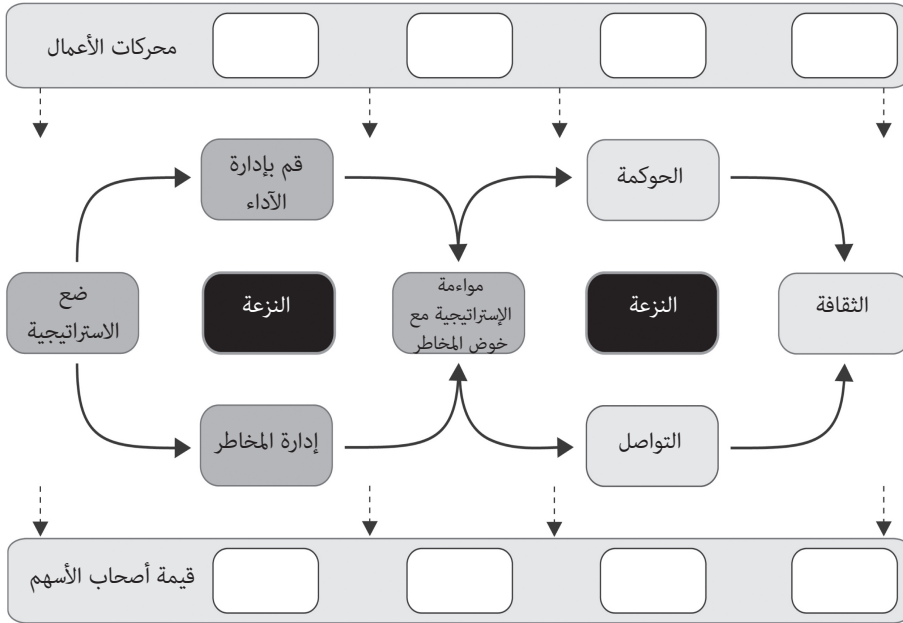 محركات الأعمال
قم بإدارة
الآداء
الحوكمة
ضع
الاستراتيجية
النزعة
مواءمة
الإستراتيجية مع
خوض المخاطر
النزعة
الثقافة
إدارة المخاطر
التواصل
قيمة أصحاب الأسهم